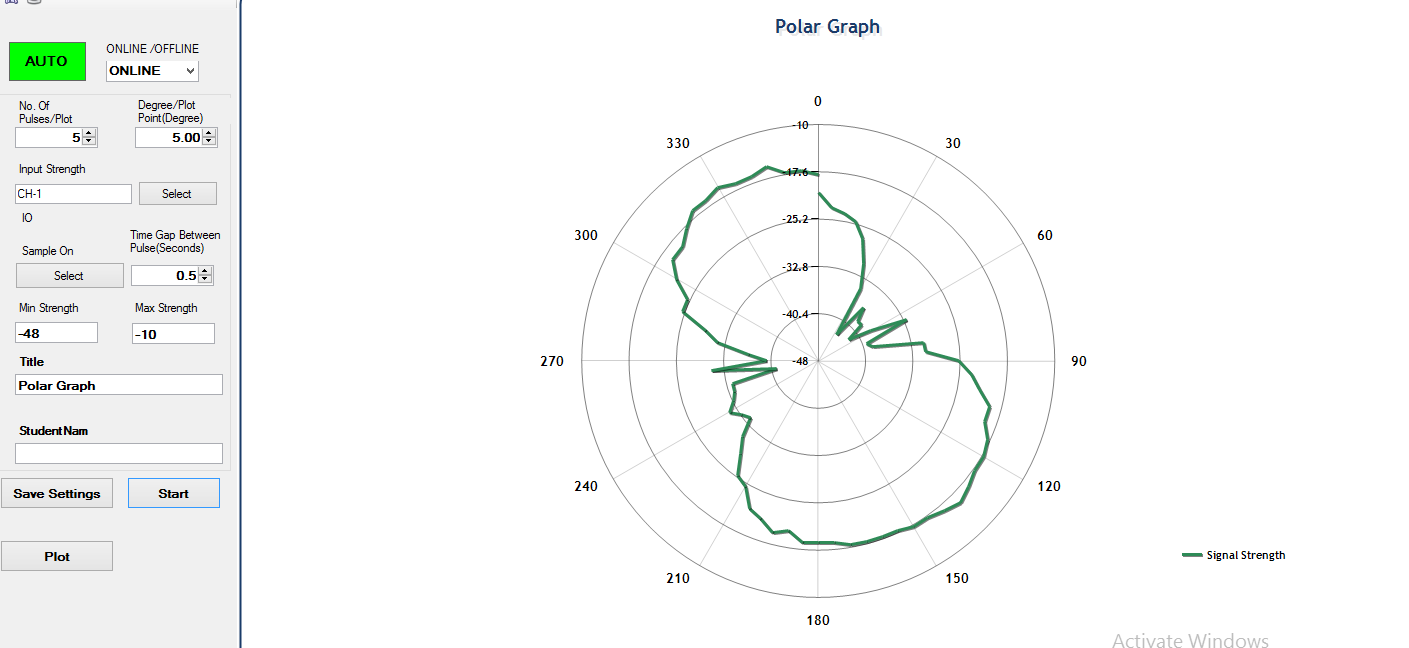 AUTO
ONLINE /OFFLINE
ONLINE
No. Of
Pulses/Plot
Degree/Plot
Point(Degree)
5
5.00
Input Strength
CH-1
Select
IO
Sample On
Time Gap Between
Pulse(Seconds)
Select
0.5
Min Strength
Max Strength
-48
-10
Title
Polar Graph
StudentNam
Save Settings
Start
Plot
Polar Graph
0
30
60
90
120
150
180
210
240
270
300
330
-10
-17.6
-25.2
-32.8
-40.4
-48
Signal Strength
Activate Windows